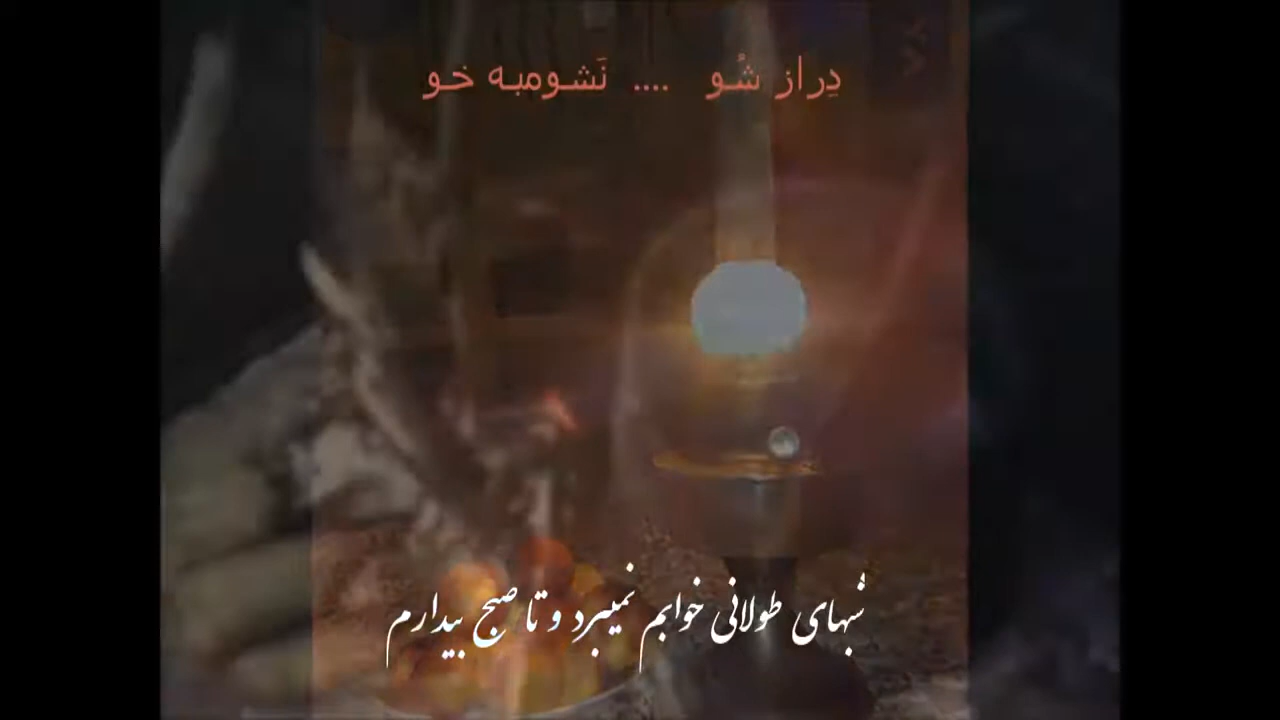 دِراز شُو .... نَشومبه خو
شبهای طولانی خوابم نمیبرد و تا صبح بیدارم